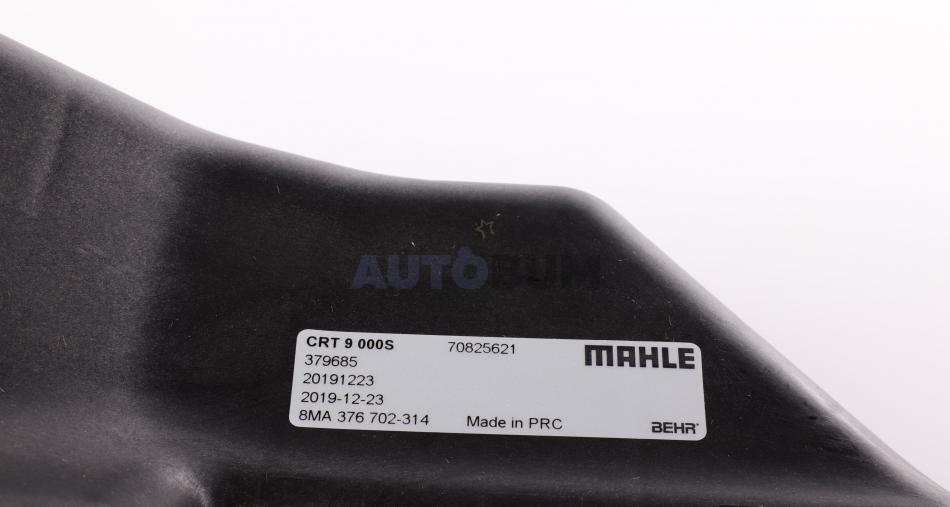 AUTOBUM
CRT 9 000S 70825621 MAHLE
379685
20191223
2019-12-23
8MA 376 702-314 Made in PRC BEHR